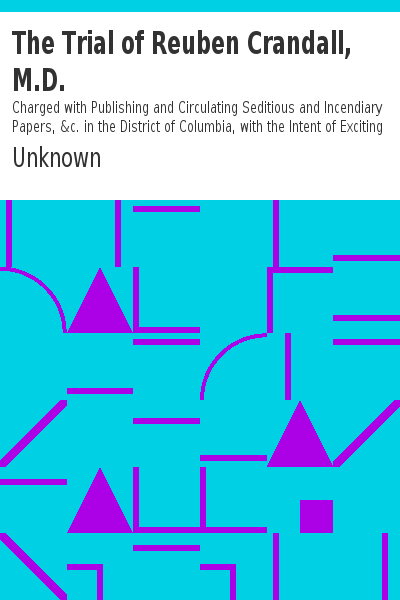 The Trial of Reuben Crandall,
M.D.
Charged with Publishing and Circulating Seditious and Incendiary
Papers, &c. in the District of Columbia, with the Intent of Exciting
Unknown